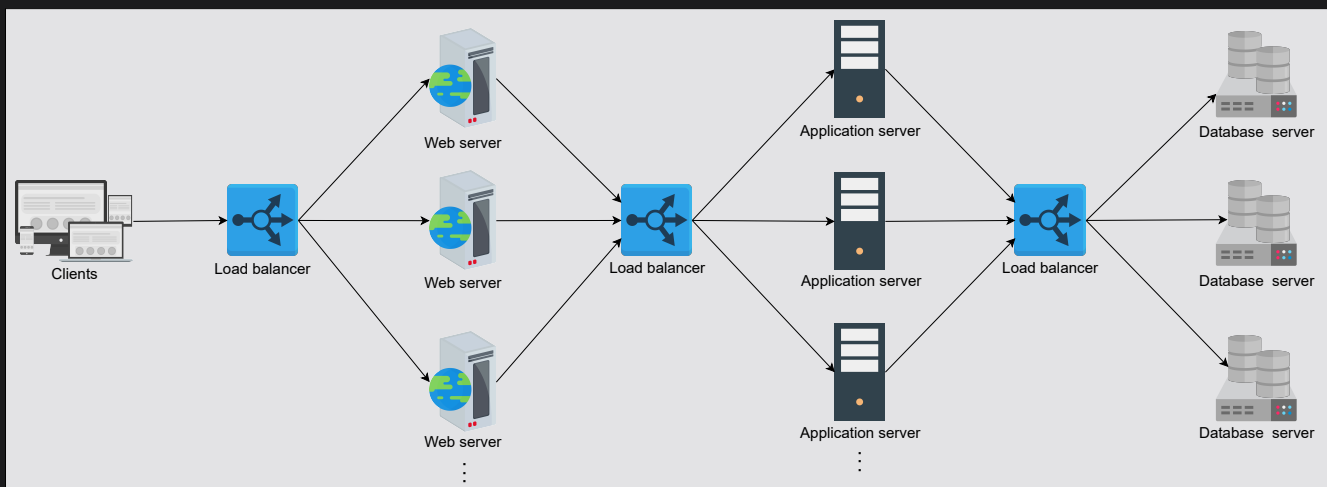 Clients
Load balancer
Web server
Web server
Web server
Load balancer
Application server
Application server
Application server
Load balancer
Database server
Database server
Database server